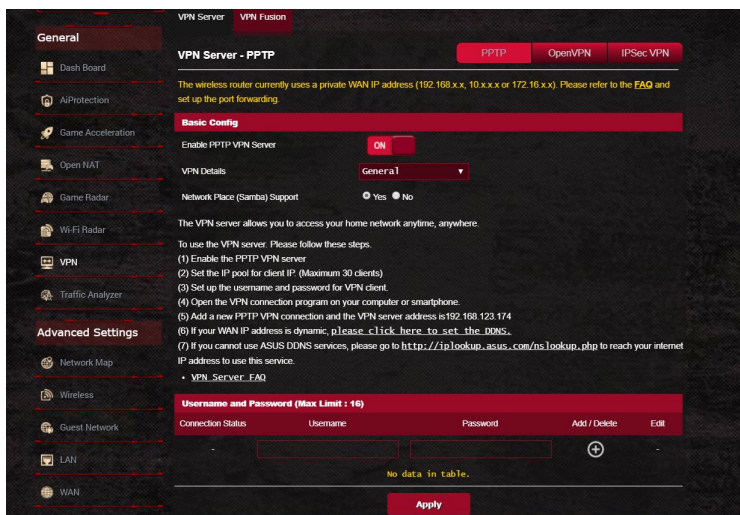 VPN Server VPN Fusion
General
VPN Server - PPTP
PPTP OpenVPN IPSec VPN
Dash Board
The wireless router currently uses a private WAN IP address (192.168.x.x, 10.x.x.x or 172.16.x.x). Please refer to the FAQ and
set up the port forwarding.
AiProtection
Basic Config
Game Acceleration
Enable PPTP VPN Server ON
Open NAT
VPN Details General
Game Radar
Network Place (Samba) Support Yes No
Wi-Fi Radar
The VPN server allows you to access your home network anytime, anywhere.
To use the VPN server. Please follow these steps.
(1) Enable the PPTP VPN server
VPN
(2) Set the IP pool for client IP. (Maximum 30 clients)
(3) Set up the username and password for VPN client.
Traffic Analyzer
(4) Open the VPN connection program on your computer or smartphone.
(5) Add a new PPTP VPN connection and the VPN server address is192.168.123.174
Advanced Settings
(6) If your WAN IP address is dynamic, please click here to set the DDNS.
(7) If you cannot use ASUS DDNS services, please go to http://iplookup.asus.com/nslookup.php to reach your internet
IP address to use this service.
Network Map
• VPN Server FAQ
Wireless
Username and Password (Max Limit : 16)
Guest Network
Connection Status Username Password Add / Delete Edit
LAN
- -
No data in table.
WAN
Apply